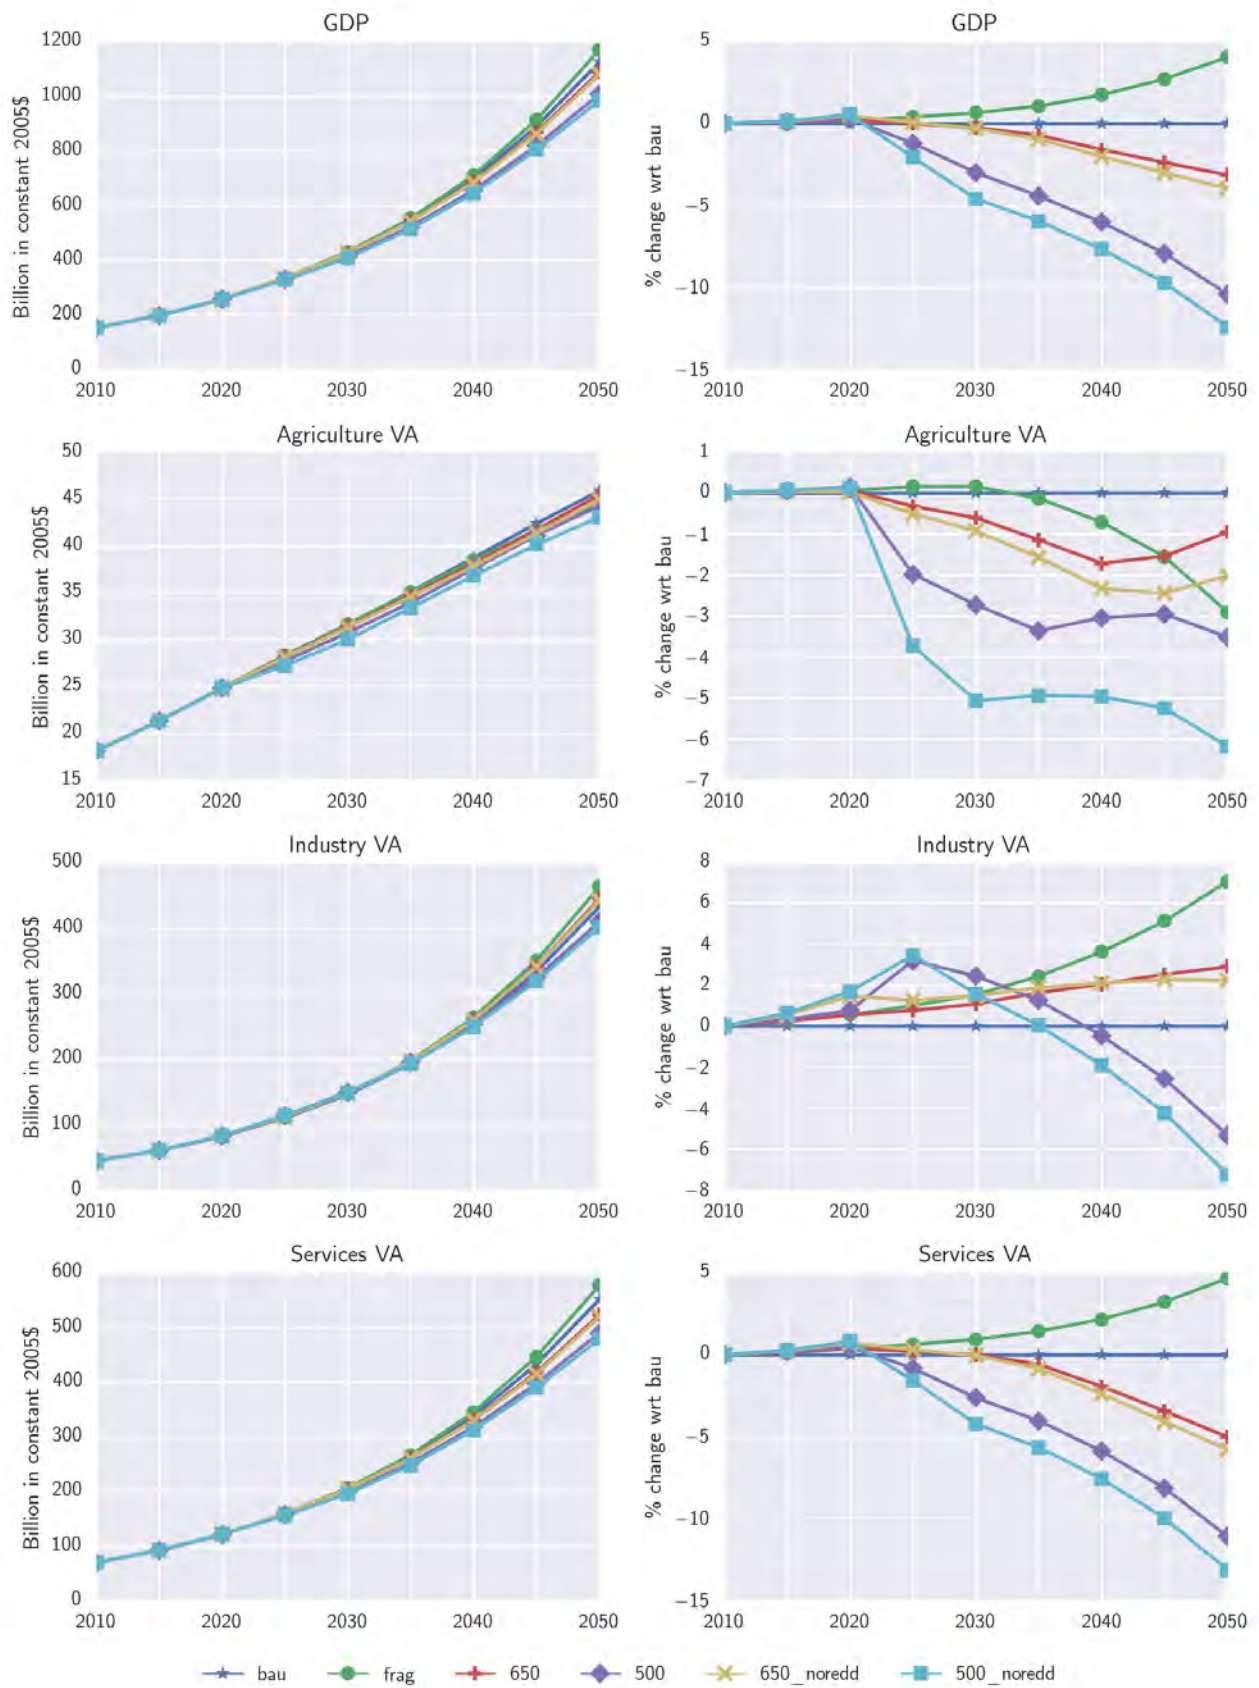 GDP
1200
1000
800
600
400
200
0
Billion in constant 2005$
2010 2020 2030 2040 2050
GDP
5
0
−5
−10
−15
% change wrt bau
2010 2020 2030 2040 2050
Agriculture VA
50
45
40
35
30
25
20
15
Billion in constant 2005$
2010 2020 2030 2040 2050
Agriculture VA
1
0
−1
−2
−3
−4
−5
−6
−7
% change wrt bau
2010 2020 2030 2040 2050
Industry VA
500
400
300
200
100
0
Billion in constant 2005$
2010 2020 2030 2040 2050
Industry VA
8
6
4
2
0
−2
−4
−6
−8
% change wrt bau
2010 2020 2030 2040 2050
Services VA
600
500
400
300
200
100
0
Billion in constant 2005$
2010 2020 2030 2040 2050
Services VA
5
0
−5
−10
−15
% change wrt bau
2010 2020 2030 2040 2050
bau frag 650 500 650_noredd 500_noredd